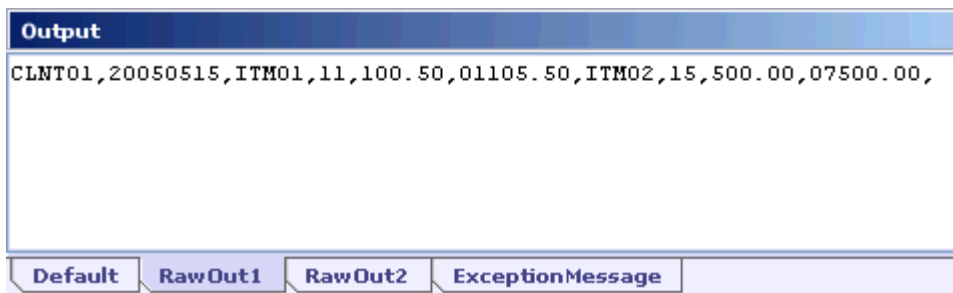 Output
CLNT01,20050515,ITM01,11,100.50,01105.50,ITM02,15,500.00,07500.00,
Default RawOut1 RawOut2 ExceptionMessage